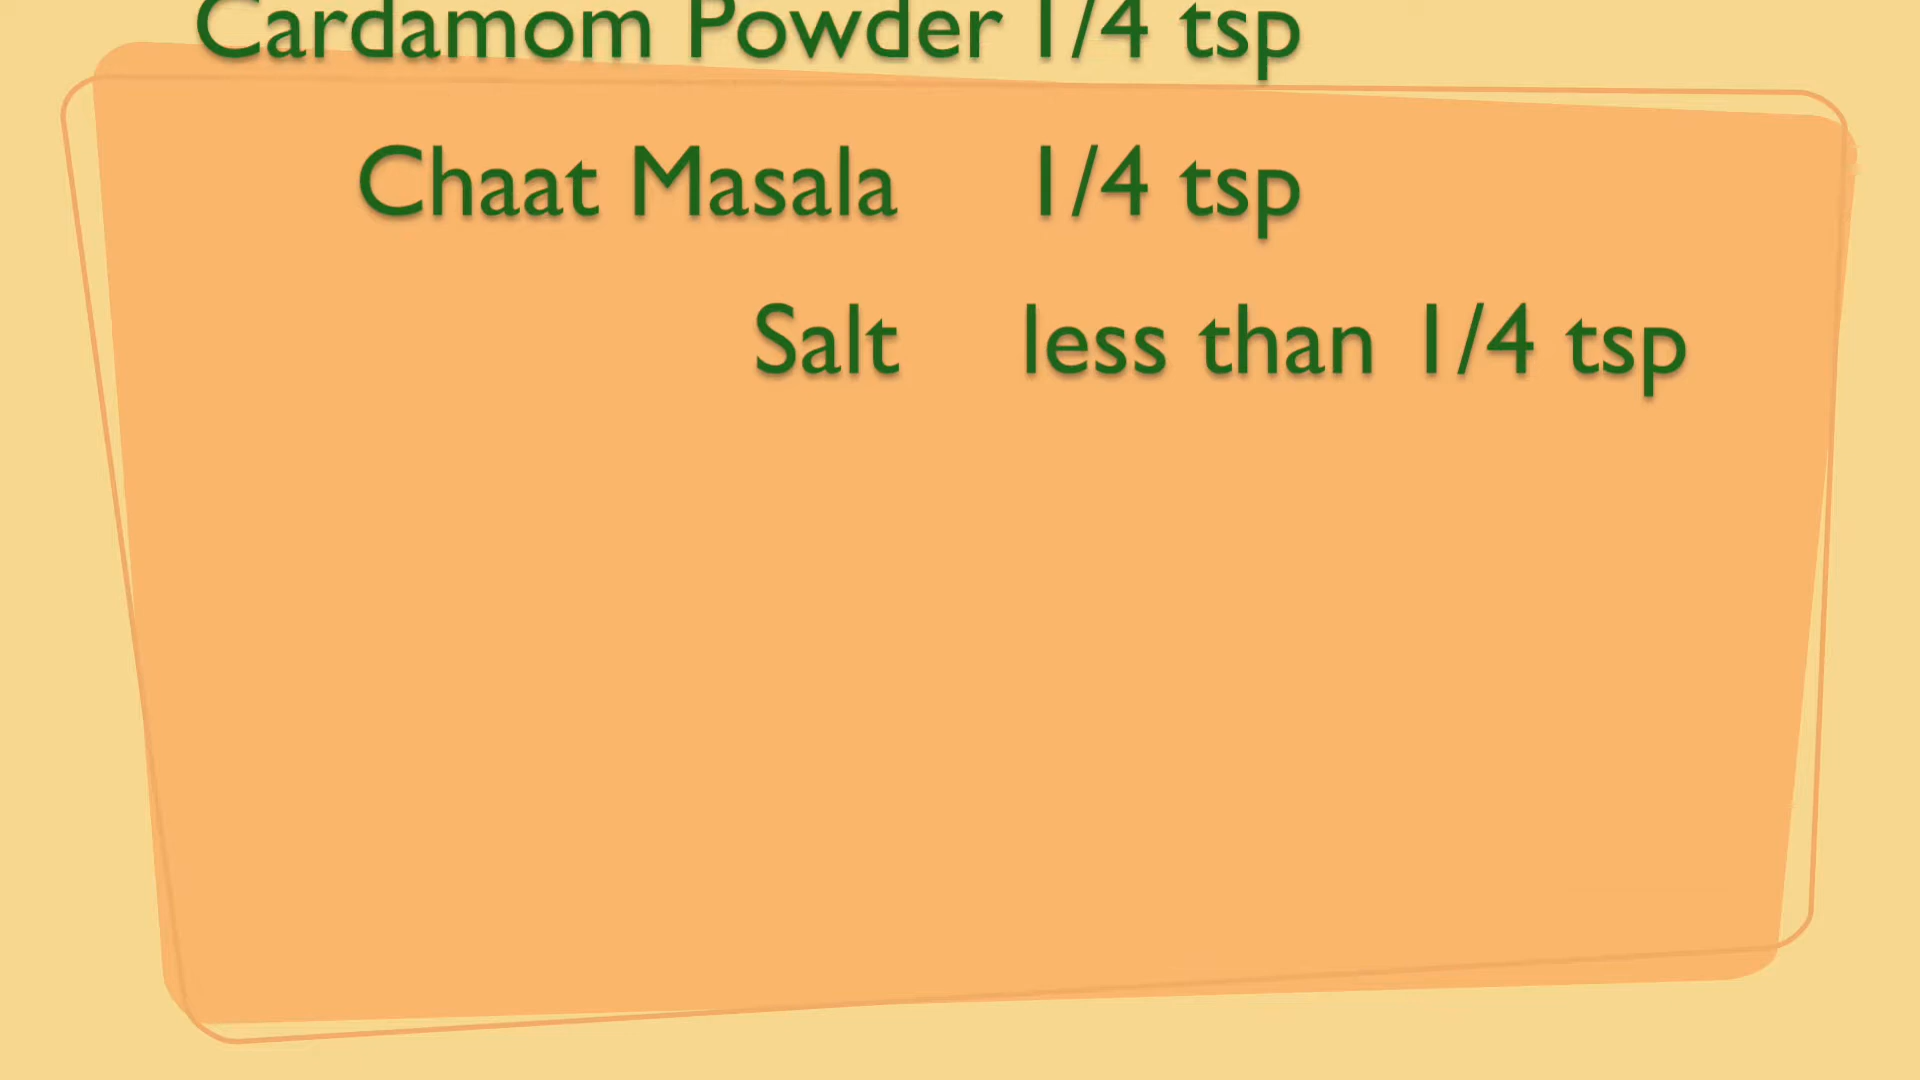 Cardamom Powder 1/4 tsp
Chaat Masala 1/4 tsp
Salt less than 1/4 tsp